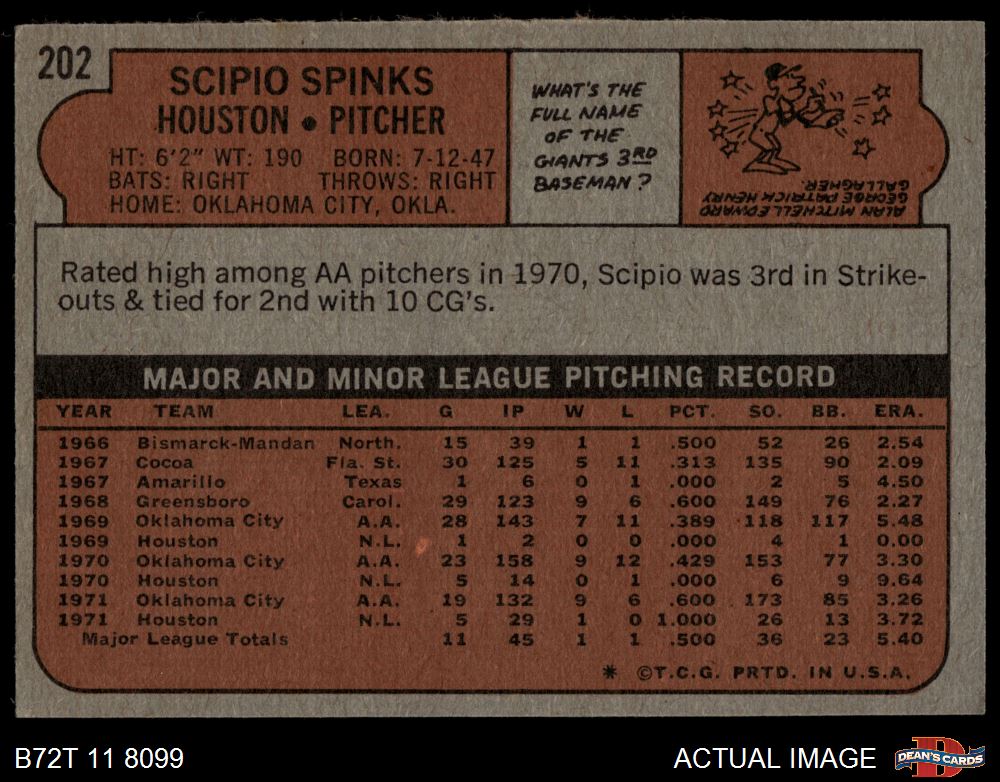 202
SCIPIO SPINKS
HOUSTON • PITCHER
HT: 6'2" WT: 190 BORN: 7-12-47
BATS: RIGHT THROWS: RIGHT
HOME: OKLAHOMA CITY, OKLA.
WHAT'S THE
FULL NAME
OF THE
GIANTS 3RD
BASEMAN?
ALAN MITCHELL EDWARD
GEORGE PATRICK HENRY
GALLAGHER.
Rated high among AA pitchers in 1970, Scipio was 3rd in Strike-
outs & tied for 2nd with 10 CG's.
MAJOR AND MINOR LEAGUE PITCHING RECORD
YEAR TEAM LEA. G IP W L PCT. SO. BB. ERA.
1966 Bismarck-Mandan North. 15 39 1 1 .500 52 26 2.54
1967 Cocoa Fla. St. 30 125 5 11 .313 135 90 2.09
1967 Amarillo Texas 1 6 0 1 .000 2 5 4.50
1968 Greensboro Carol. 29 123 9 6 .600 149 76 2.27
1969 Oklahoma City A.A. 28 143 7 11 .389 118 117 5.48
1969 Houston N.L. 1 2 0 0 .000 4 1 0.00
1970 Oklahoma City A.A. 23 158 9 12 .429 153 77 3.30
1970 Houston N.L. 5 14 0 1 .000 6 9 9.64
1971 Oklahoma City A.A. 19 132 9 6 .600 173 85 3.26
1971 Houston N.L. 5 29 1 0 1.000 26 13 3.72
Major League Totals 11 45 1 1 .500 36 23 5.40
* ©T.C.G. PRTD. IN U.S.A.
B72T 11 8099
ACTUAL IMAGE
DEAN'S CARDS